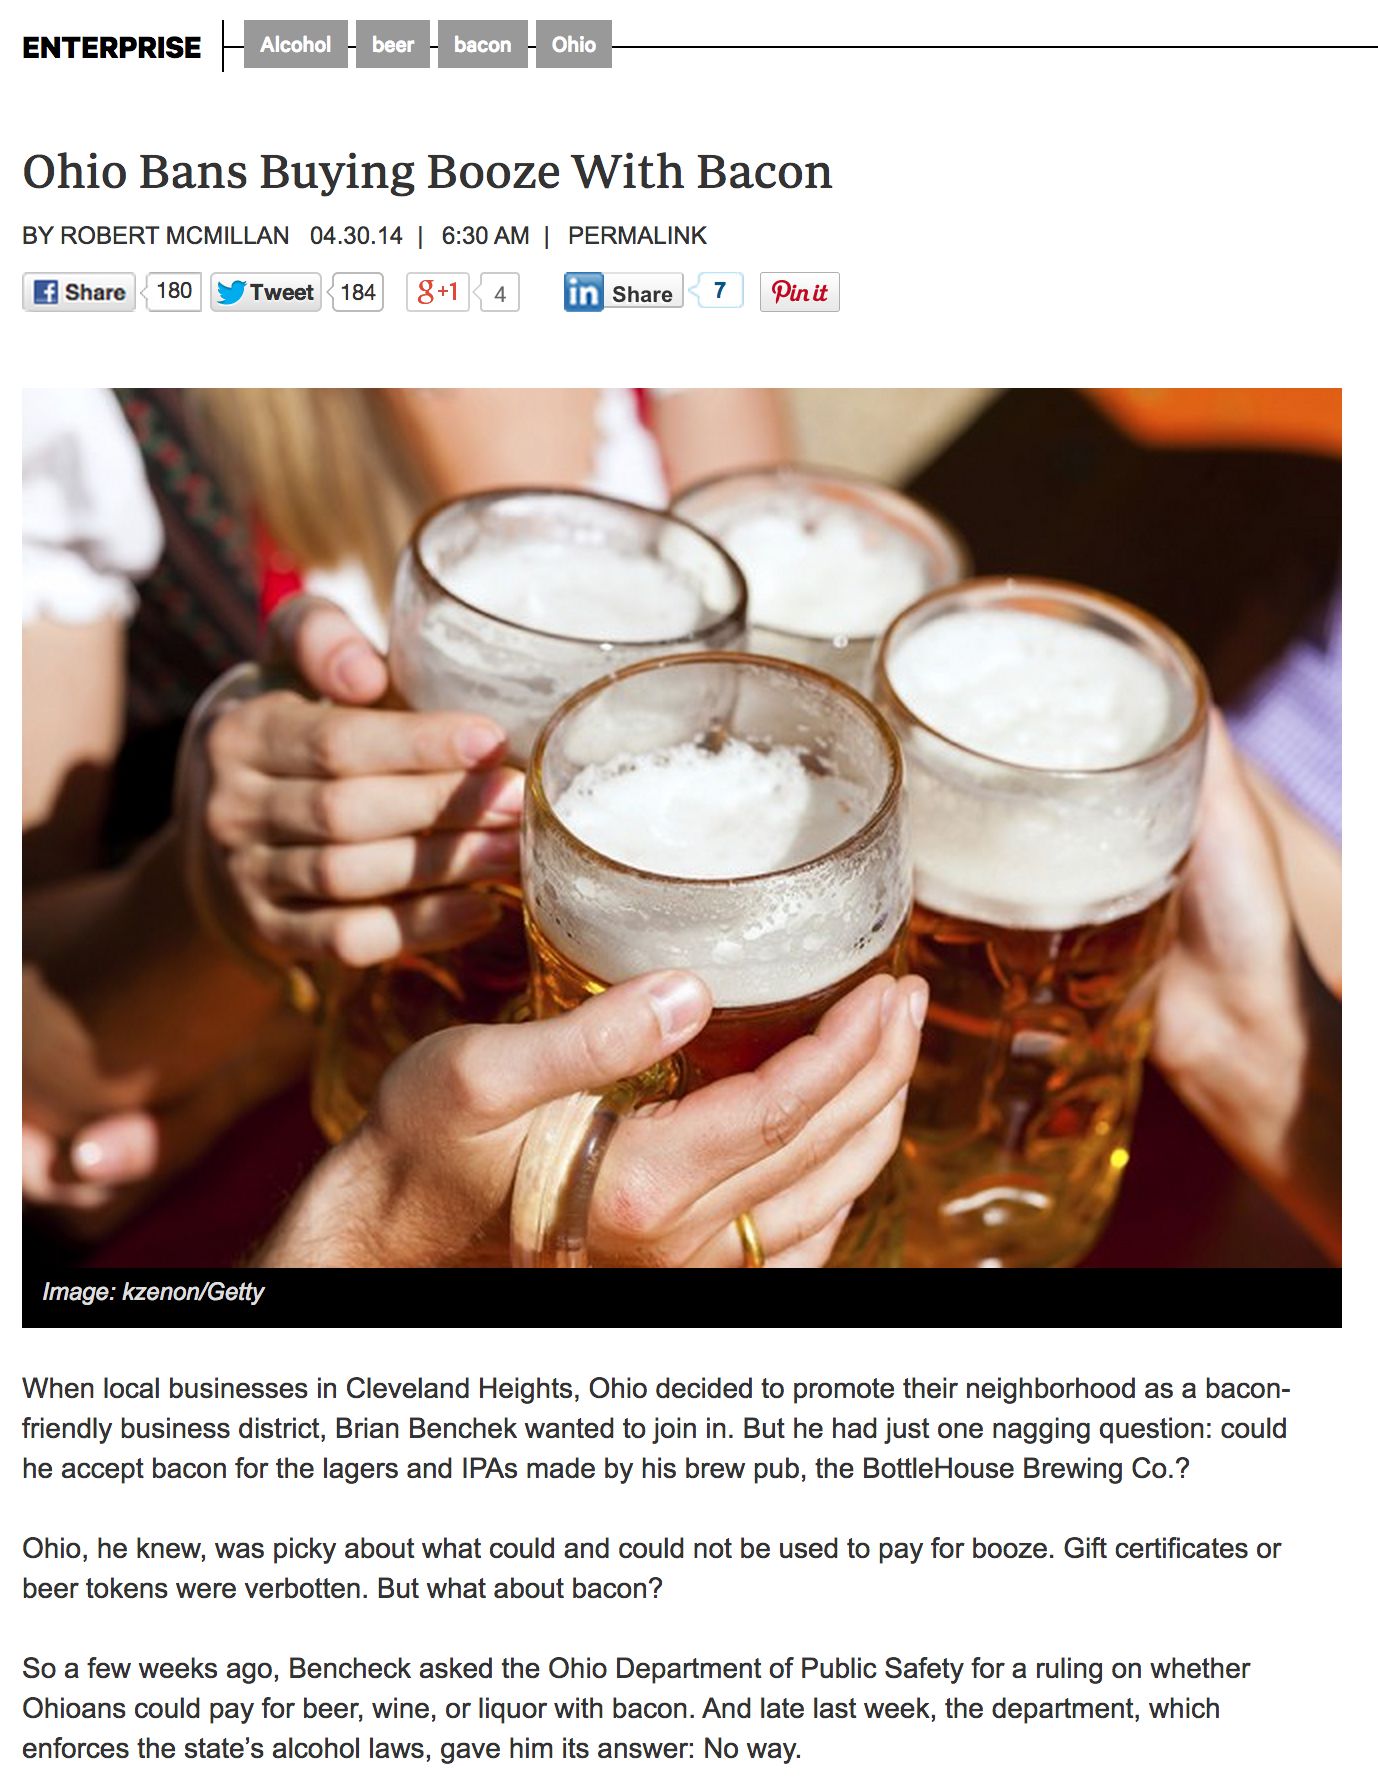 ENTERPRISE Alcohol beer bacon Ohio
Ohio Bans Buying Booze With Bacon
BY ROBERT MCMILLAN 04.30.14 | 6:30 AM | PERMALINK
Share 180 Tweet 184 g+1 4 in Share 7 Pin it
Image: kzenon/Getty
When local businesses in Cleveland Heights, Ohio decided to promote their neighborhood as a bacon-
friendly business district, Brian Benchek wanted to join in. But he had just one nagging question: could
he accept bacon for the lagers and IPAs made by his brew pub, the BottleHouse Brewing Co.?
Ohio, he knew, was picky about what could and could not be used to pay for booze. Gift certificates or
beer tokens were verbotten. But what about bacon?
So a few weeks ago, Bencheck asked the Ohio Department of Public Safety for a ruling on whether
Ohioans could pay for beer, wine, or liquor with bacon. And late last week, the department, which
enforces the state’s alcohol laws, gave him its answer: No way.